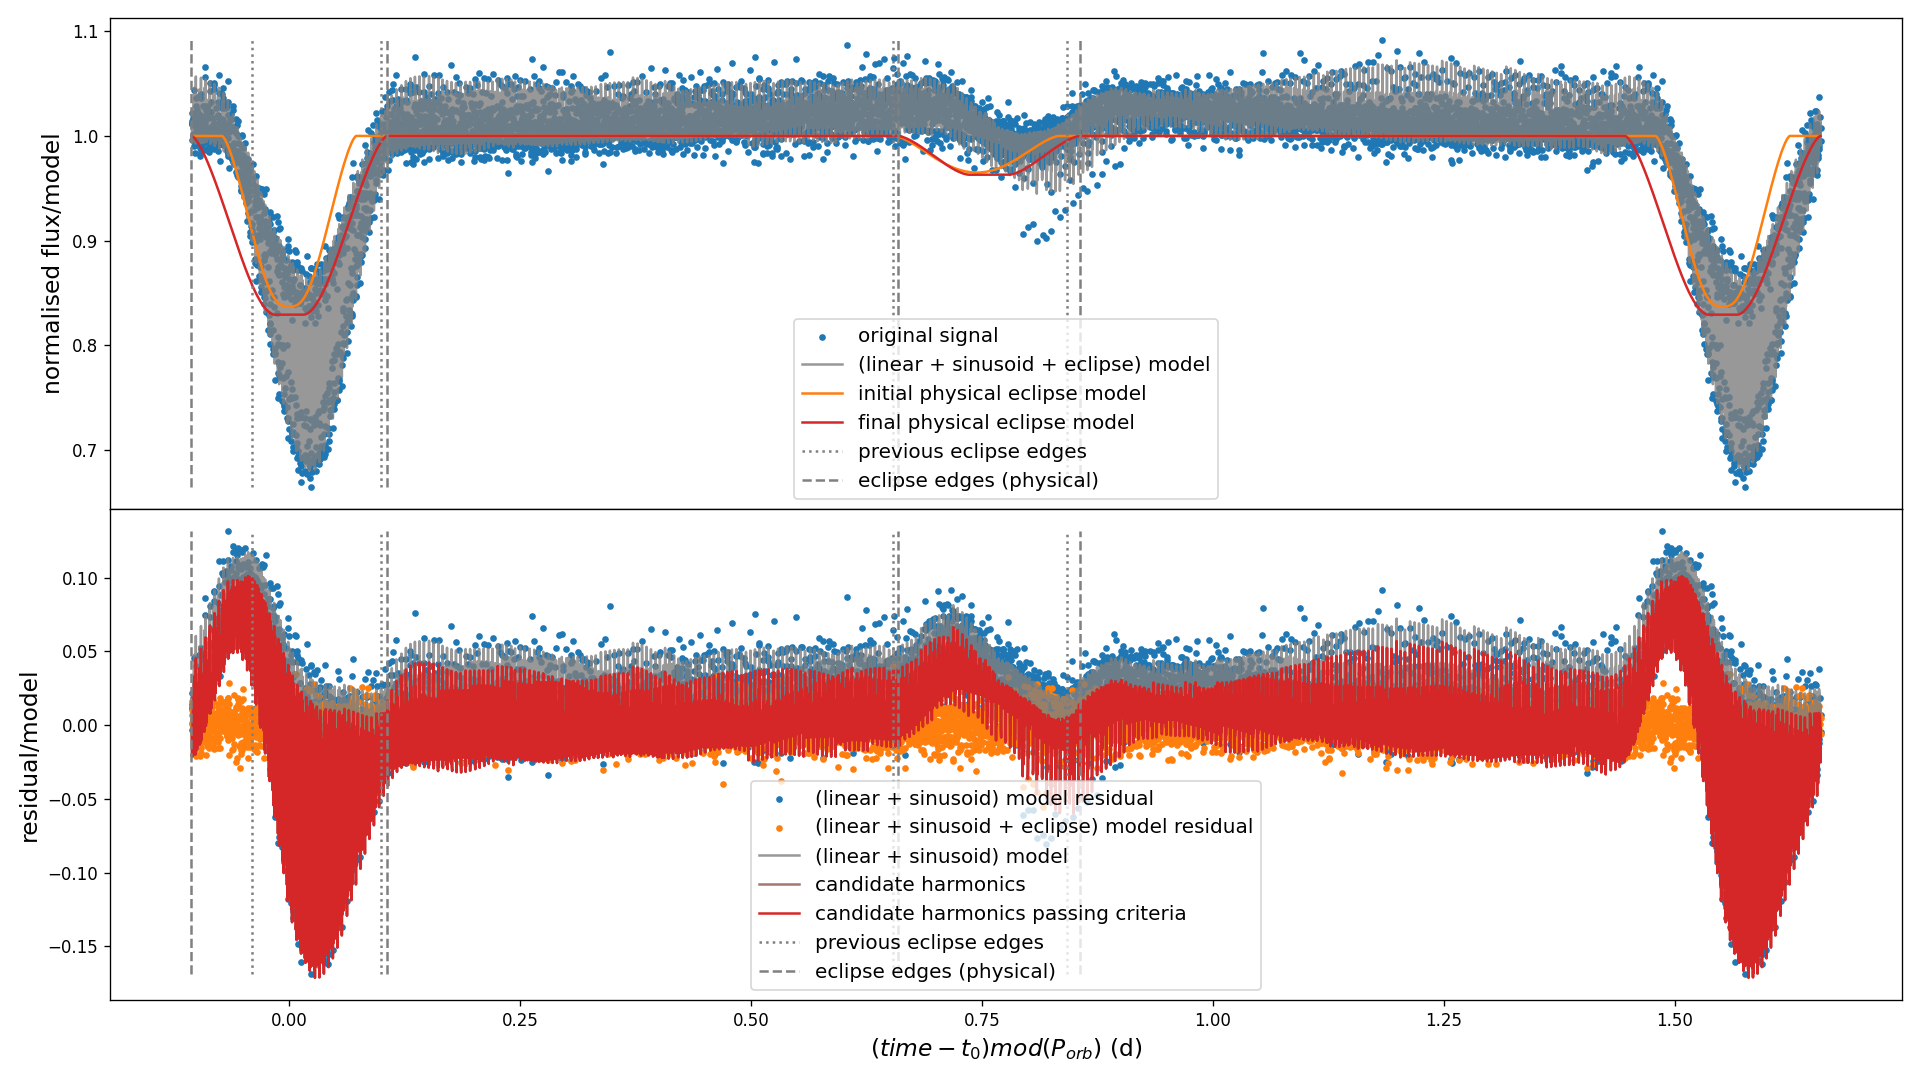 1.1
1.0
0.9
0.8
0.7
normalised flux/model
original signal
(linear + sinusoid + eclipse) model
initial physical eclipse model
final physical eclipse model
previous eclipse edges
eclipse edges (physical)
0.10
0.05
0.00
−0.05
−0.10
−0.15
residual/model
(linear + sinusoid) model residual
(linear + sinusoid + eclipse) model residual
(linear + sinusoid) model
candidate harmonics
candidate harmonics passing criteria
previous eclipse edges
eclipse edges (physical)
0.00 0.25 0.50 0.75 1.00 1.25 1.50
(time − t₀)mod(P_orb) (d)